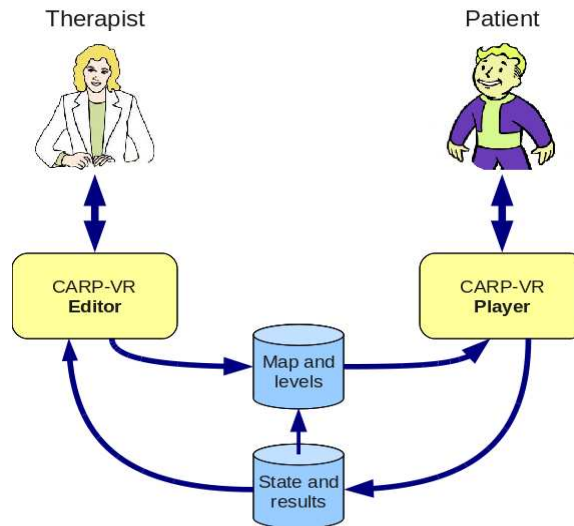 Therapist
Patient
CARP-VR
Editor
CARP-VR
Player
Map and
levels
State and
results